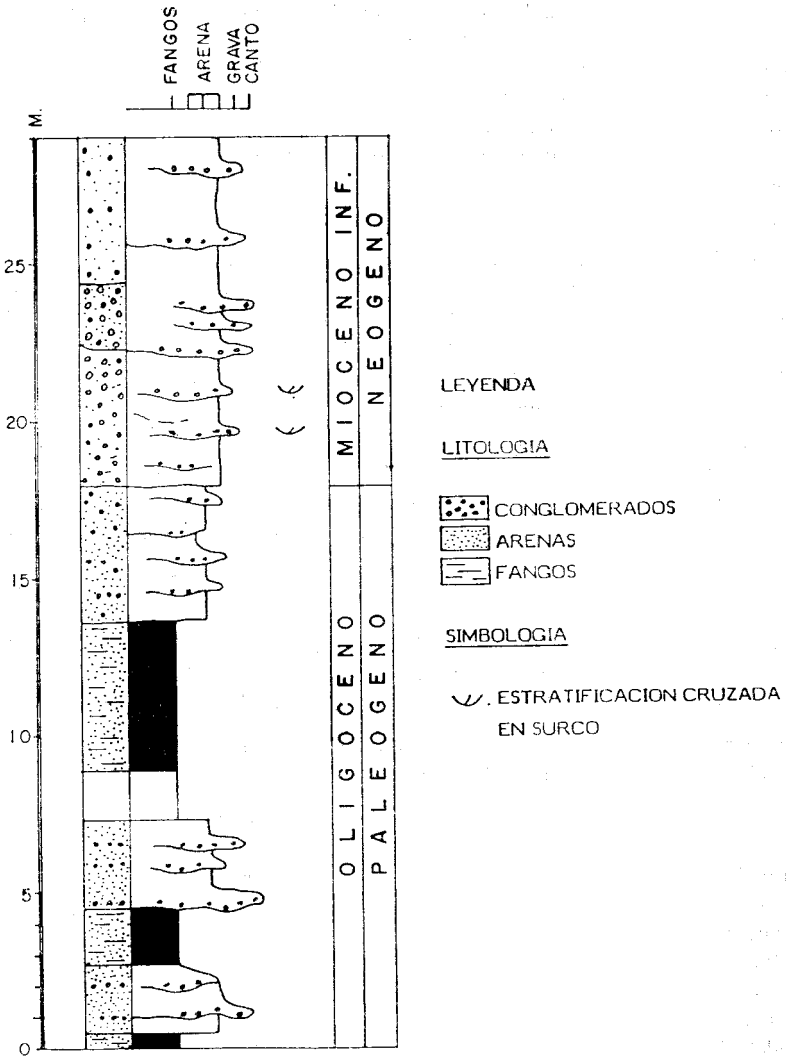 FANGOS
ARENA
GRAVA
CANTO
M.
25
20
15
10
5
0
MIOCENO INF.
NEOGENO
OLIGOCENO
PALEOGENO
LEYENDA
LITOLOGIA
CONGLOMERADOS
ARENAS
FANGOS
SIMBOLOGIA
. ESTRATIFICACION CRUZADA
EN SURCO